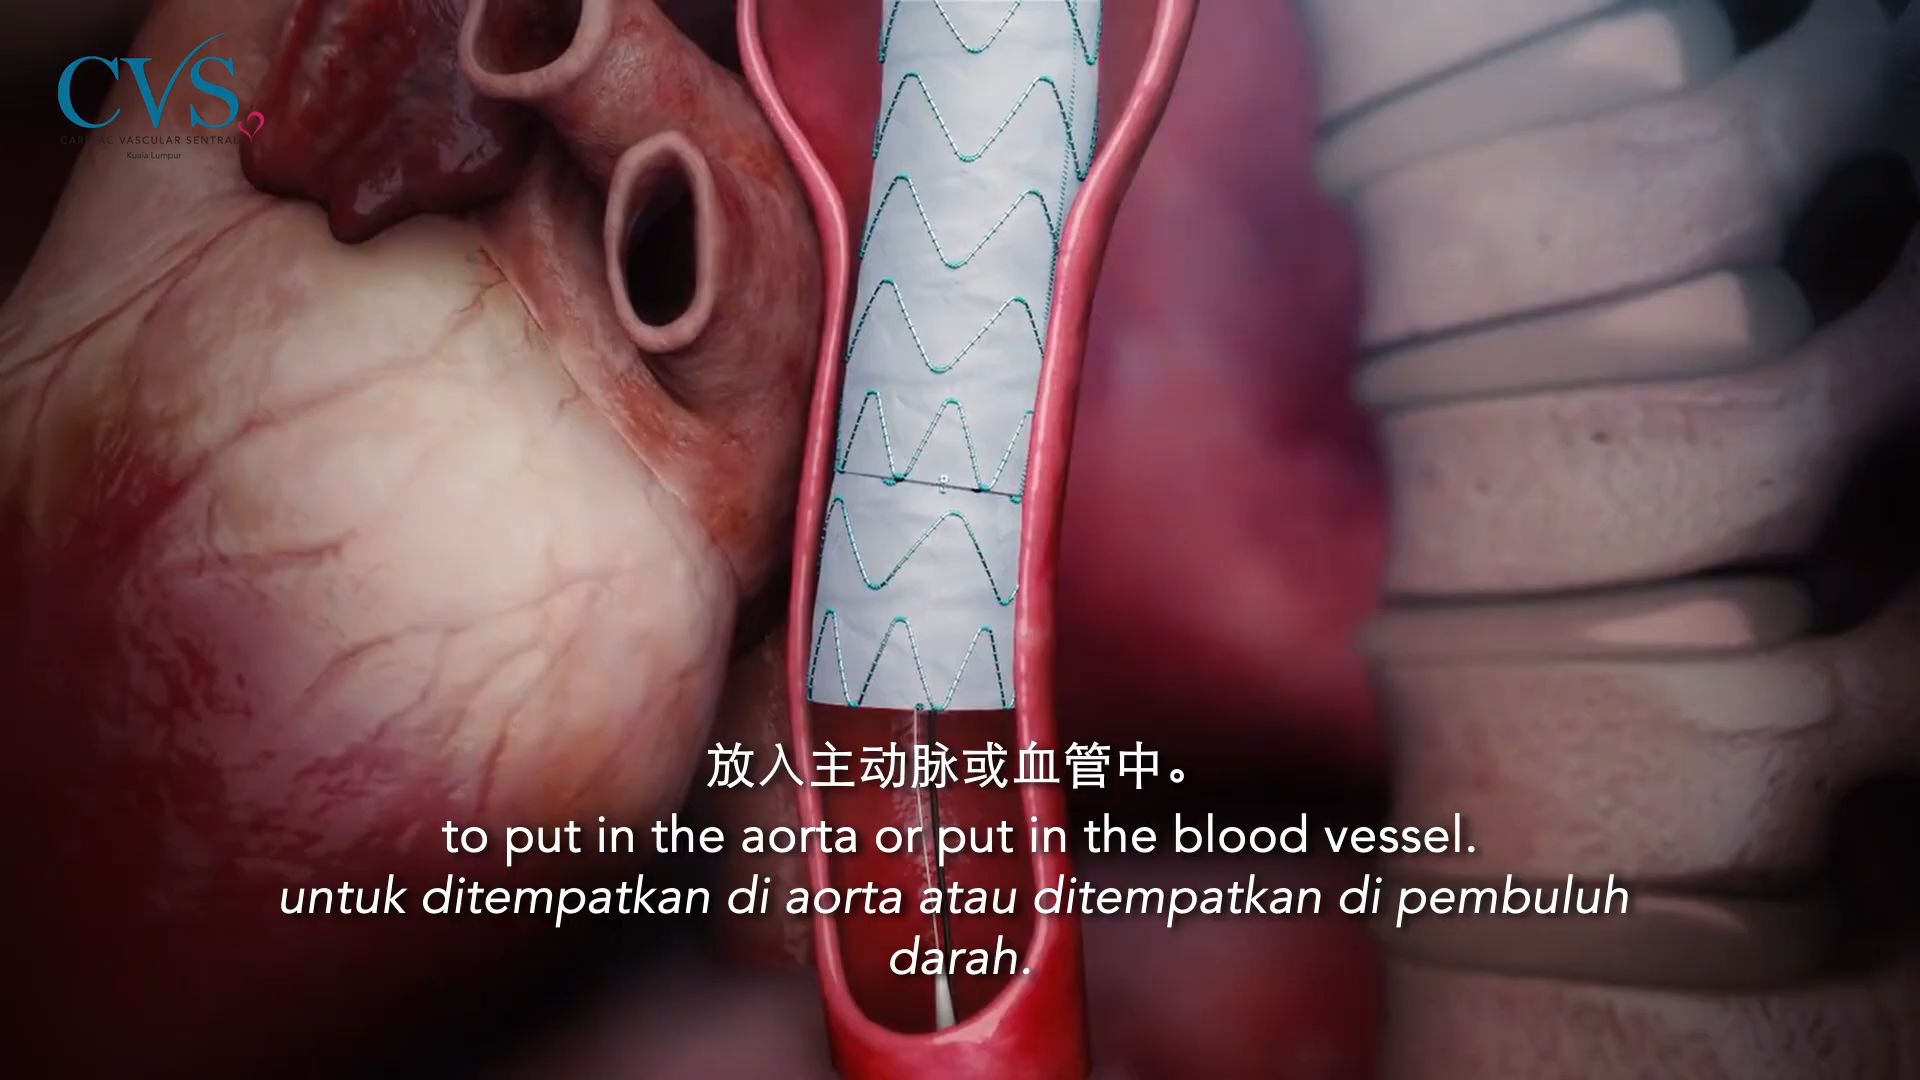 CVS
CARDIAC VASCULAR SENTRAL
Kuala Lumpur
放入主动脉或血管中。
to put in the aorta or put in the blood vessel.
untuk ditempatkan di aorta atau ditempatkan di pembuluh
darah.